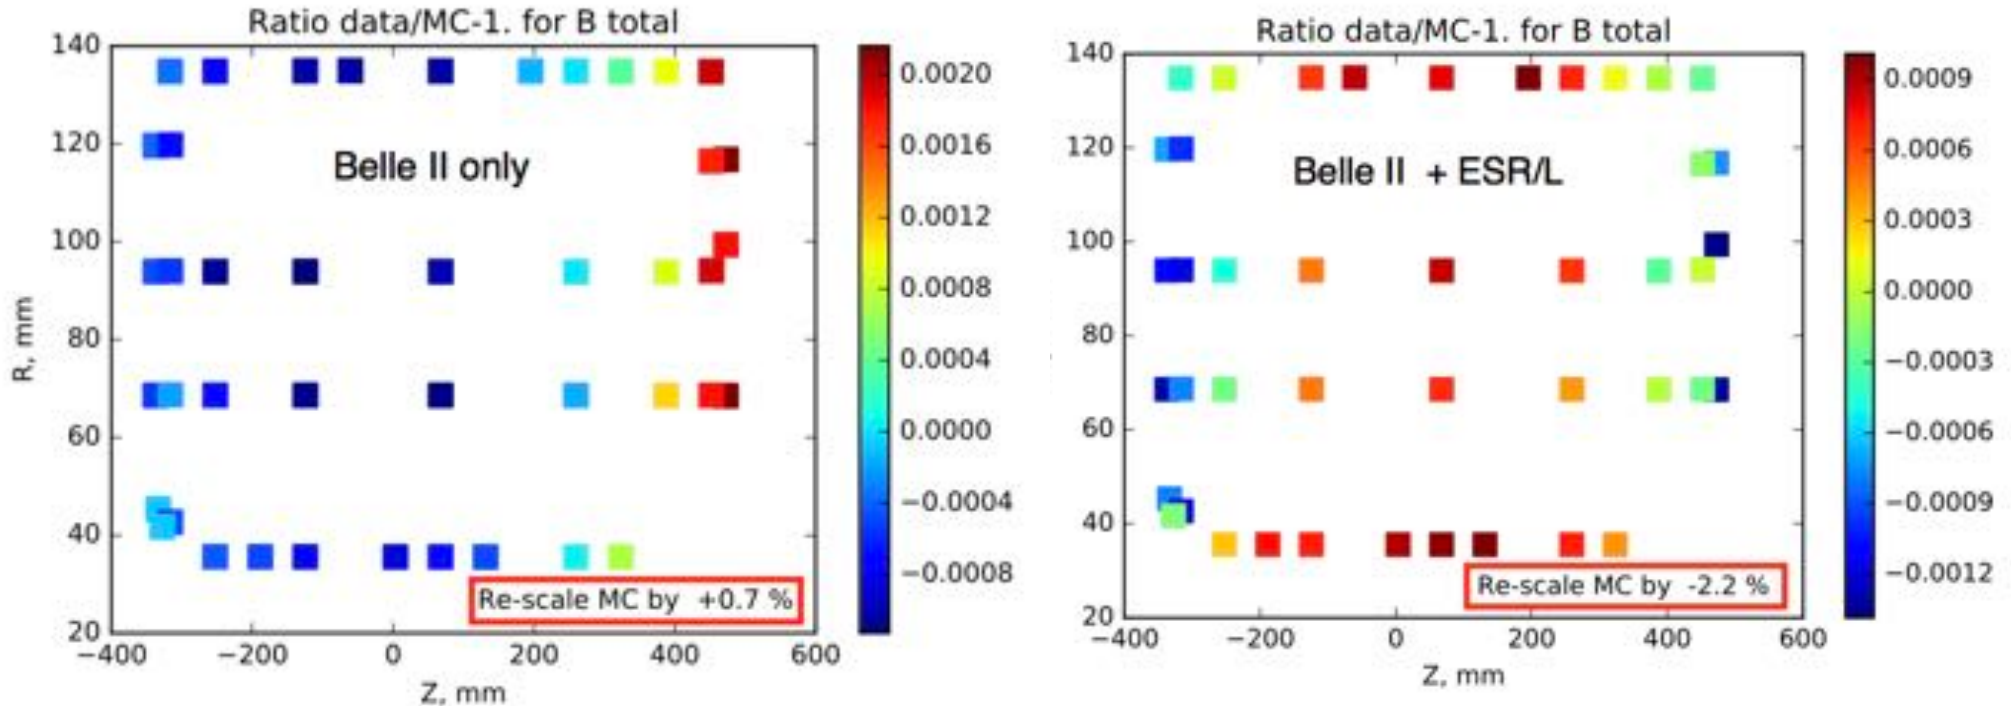 Ratio data/MC-1. for B total
140
120
100
80
60
40
20
R, mm
Belle II only
Re-scale MC by +0.7 %
−400 −200 0 200 400 600
Z, mm
0.0020
0.0016
0.0012
0.0008
0.0004
0.0000
−0.0004
−0.0008
Ratio data/MC-1. for B total
140
120
100
80
60
40
20
Belle II + ESR/L
Re-scale MC by -2.2 %
−400 −200 0 200 400 600
Z, mm
0.0009
0.0006
0.0003
0.0000
−0.0003
−0.0006
−0.0009
−0.0012